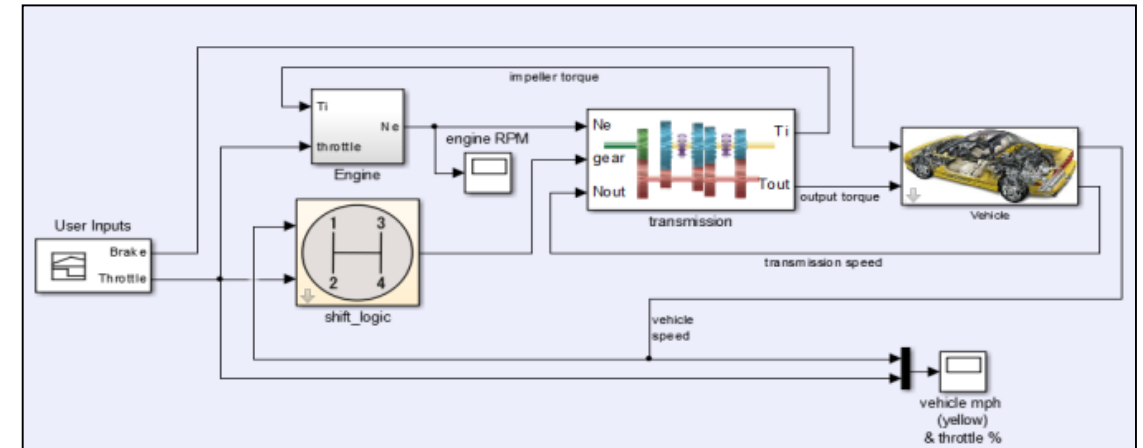 impeller torque
Ti
Ne
throttle
Engine
engine RPM
Ne
gear
Nout
Ti
Tout
transmission
output torque
Vehicle
transmission speed
User Inputs
Brake
Throttle
1 3
2 4
shift_logic
vehicle
speed
vehicle mph
(yellow)
& throttle %